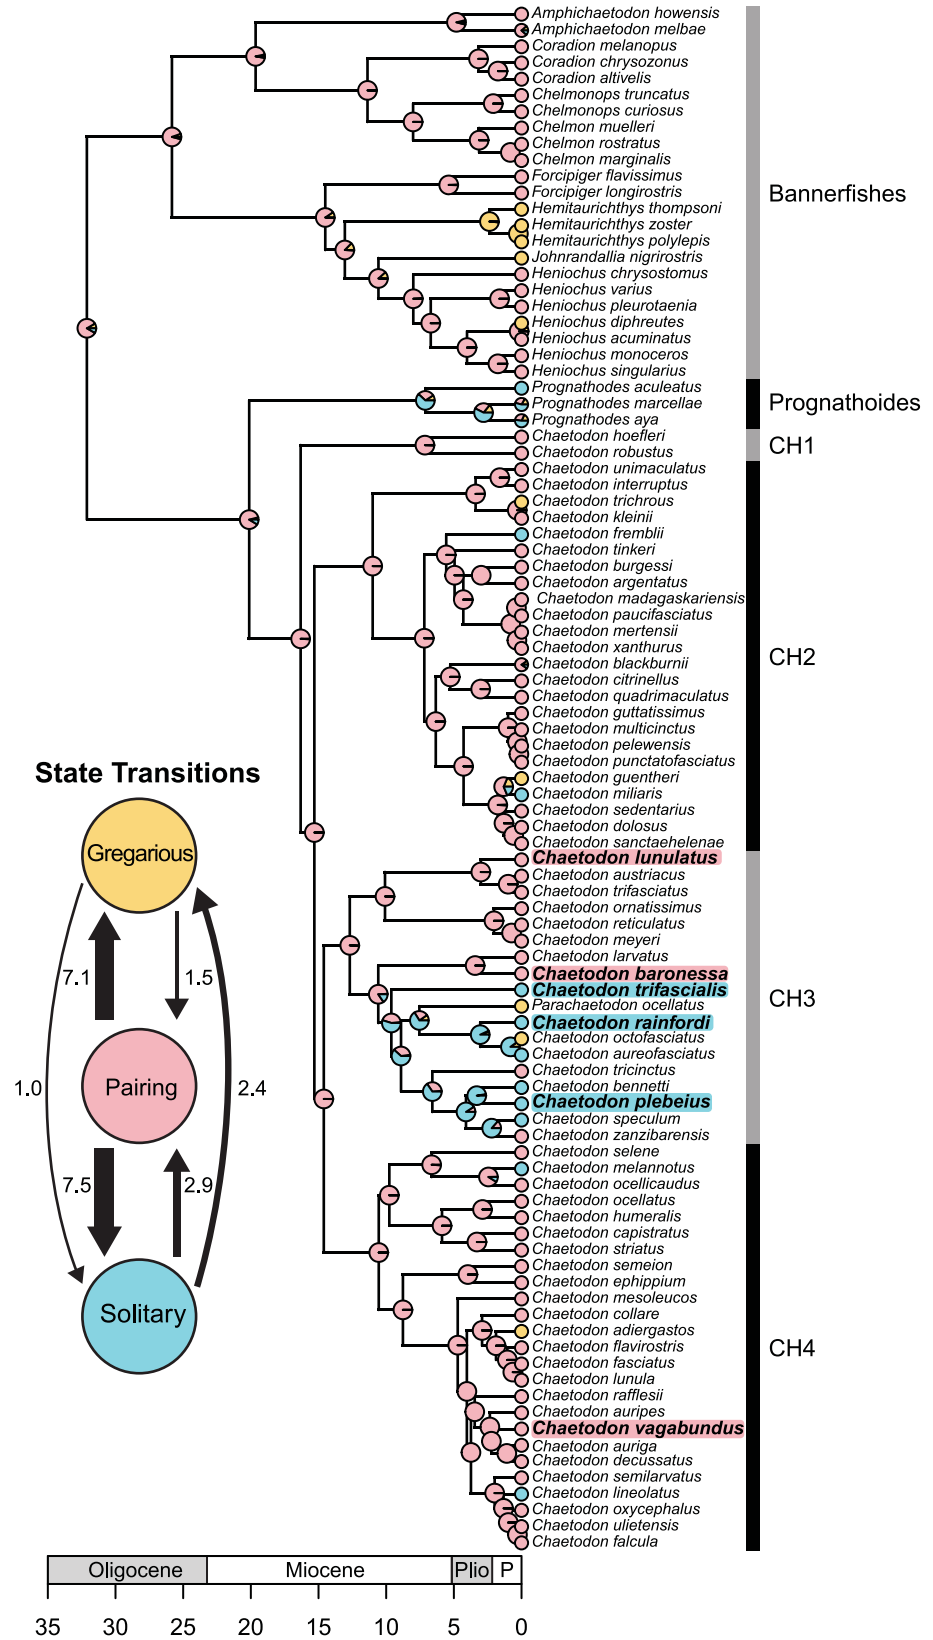 Amphichaetodon howensis
Amphichaetodon melbae
Coradion melanopus
Coradion chrysozonus
Coradion altivelis
Chelmonops truncatus
Chelmonops curiosus
Chelmon muelleri
Chelmon rostratus
Chelmon marginalis
Forcipiger flavissimus
Forcipiger longirostris
Hemitaurichthys thompsoni
Hemitaurichthys zoster
Hemitaurichthys polylepis
Johnrandallia nigrirostris
Heniochus chrysostomus
Heniochus varius
Heniochus pleurotaenia
Heniochus diphreutes
Heniochus acuminatus
Heniochus monoceros
Heniochus singularius
Bannerfishes
Prognathodes aculeatus
Prognathodes marcellae
Prognathodes aya
Prognathoides
Chaetodon hoefleri
Chaetodon robustus
CH1
Chaetodon unimaculatus
Chaetodon interruptus
Chaetodon trichrous
Chaetodon kleinii
Chaetodon fremblii
Chaetodon tinkeri
Chaetodon burgessi
Chaetodon argentatus
Chaetodon madagaskariensis
Chaetodon paucifasciatus
Chaetodon mertensii
Chaetodon xanthurus
Chaetodon blackburnii
Chaetodon citrinellus
Chaetodon quadrimaculatus
Chaetodon guttatissimus
Chaetodon multicinctus
Chaetodon pelewensis
Chaetodon punctatofasciatus
Chaetodon guentheri
Chaetodon miliaris
Chaetodon sedentarius
Chaetodon dolosus
Chaetodon sanctaehelenae
CH2
Chaetodon lunulatus
Chaetodon austriacus
Chaetodon trifasciatus
Chaetodon ornatissimus
Chaetodon reticulatus
Chaetodon meyeri
Chaetodon larvatus
Chaetodon baronessa
Chaetodon trifascialis
Parachaetodon ocellatus
Chaetodon rainfordi
Chaetodon octofasciatus
Chaetodon aureofasciatus
Chaetodon tricinctus
Chaetodon bennetti
Chaetodon plebeius
Chaetodon speculum
Chaetodon zanzibarensis
CH3
Chaetodon selene
Chaetodon melannotus
Chaetodon ocellicaudus
Chaetodon ocellatus
Chaetodon humeralis
Chaetodon capistratus
Chaetodon striatus
Chaetodon semeion
Chaetodon ephippium
Chaetodon mesoleucos
Chaetodon collare
Chaetodon adiergastos
Chaetodon flavirostris
Chaetodon fasciatus
Chaetodon lunula
Chaetodon rafflesii
Chaetodon auripes
Chaetodon vagabundus
Chaetodon auriga
Chaetodon decussatus
Chaetodon semilarvatus
Chaetodon lineolatus
Chaetodon oxycephalus
Chaetodon ulietensis
Chaetodon falcula
CH4
State Transitions
Gregarious
7.1
1.5
Pairing
1.0
2.4
7.5
2.9
Solitary
Oligocene
Miocene
Plio
P
35 30 25 20 15 10 5 0